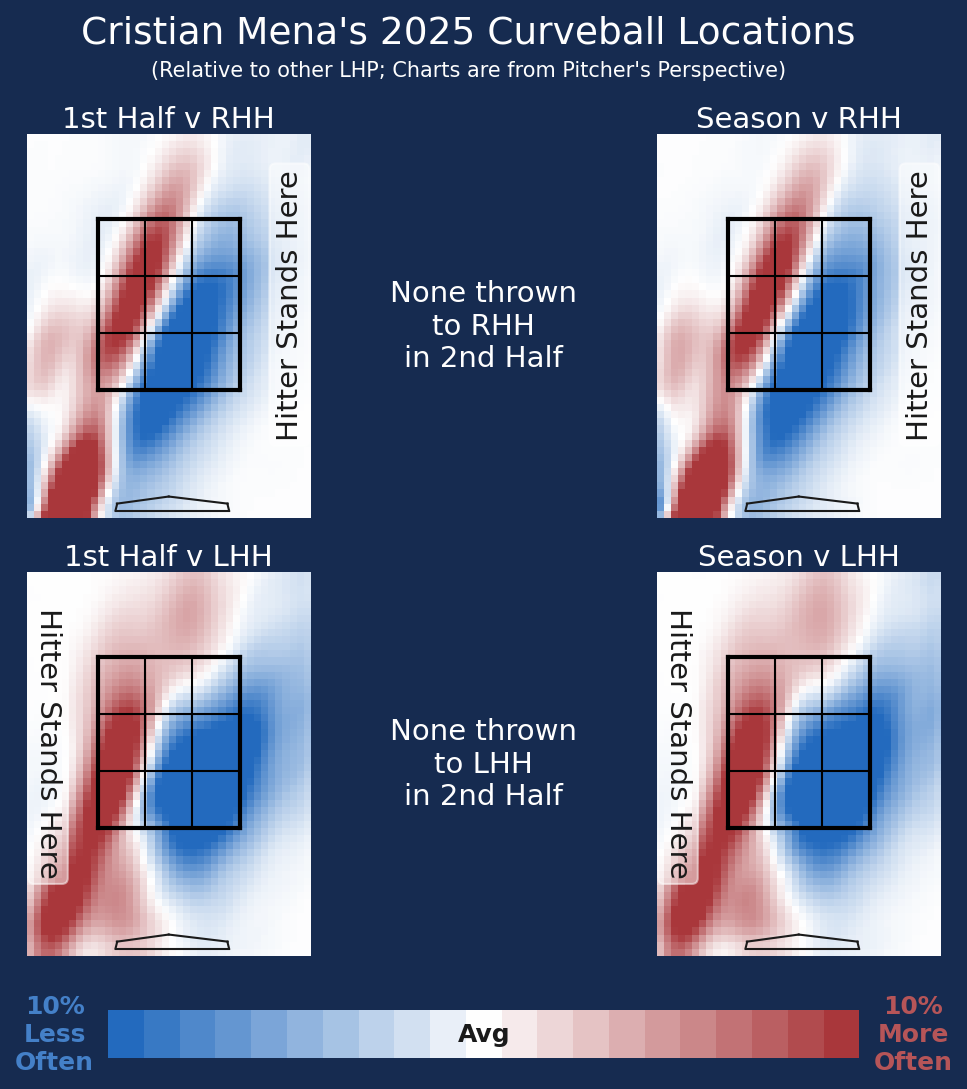 Cristian Mena's 2025 Curveball Locations
(Relative to other LHP; Charts are from Pitcher's Perspective)
1st Half v RHH
Season v RHH
Hitter Stands Here
None thrown
to RHH
in 2nd Half
Hitter Stands Here
1st Half v LHH
Season v LHH
Hitter Stands Here
None thrown
to LHH
in 2nd Half
Hitter Stands Here
10%
Less
Often
Avg
10%
More
Often